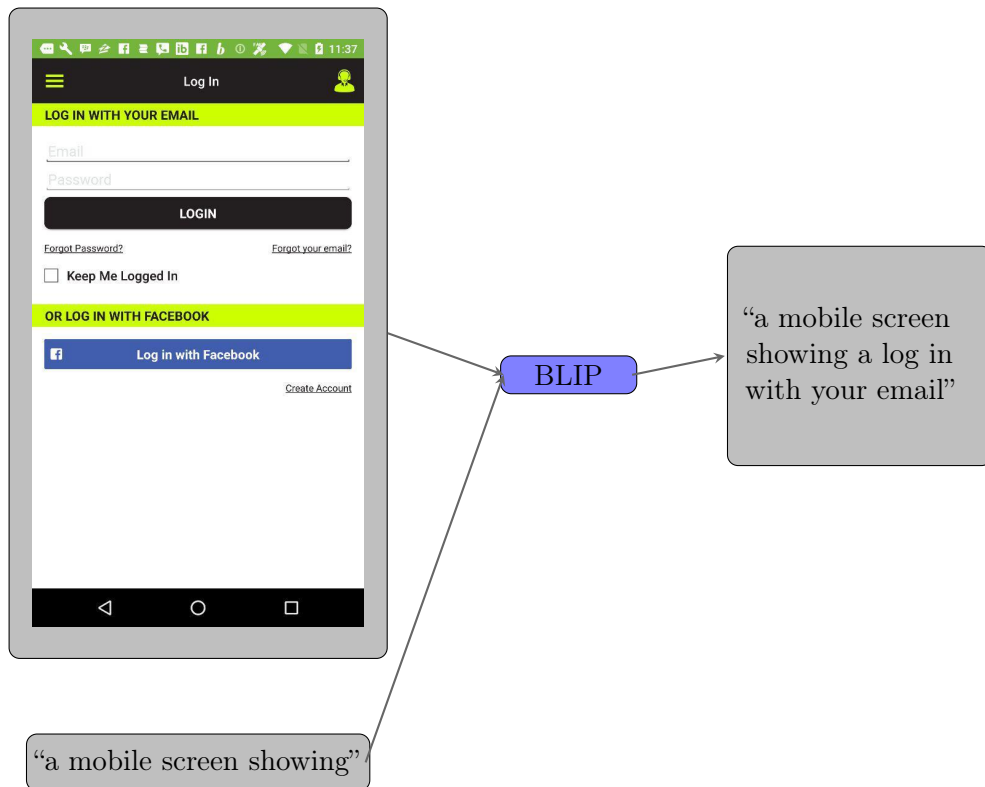 11:37
Log In
LOG IN WITH YOUR EMAIL
Email
Password
LOGIN
Forgot Password? Forgot your email?
Keep Me Logged In
OR LOG IN WITH FACEBOOK
Log in with Facebook
Create Account
“a mobile screen showing”
BLIP
“a mobile screen
showing a log in
with your email”